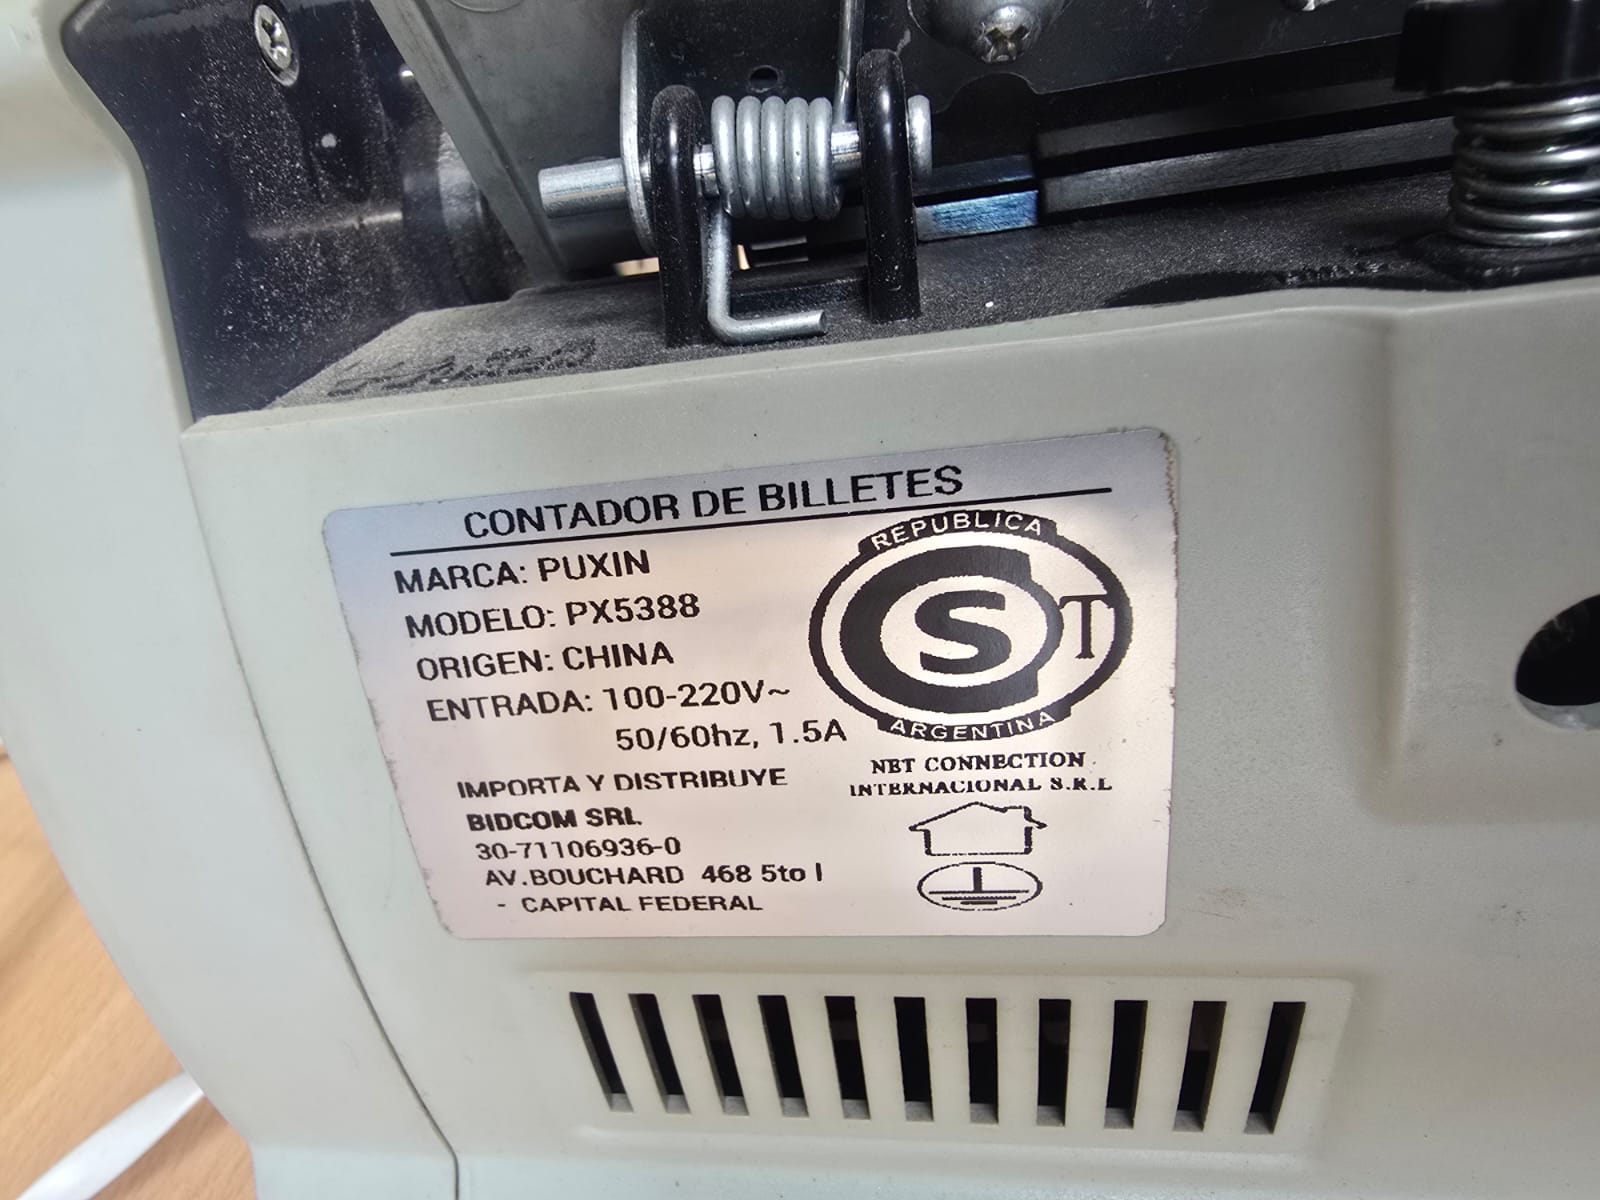 CONTADOR DE BILLETES
MARCA: PUXIN
MODELO: PX5388
ORIGEN: CHINA
ENTRADA: 100-220V~
50/60hz, 1.5A
IMPORTA Y DISTRIBUYE
BIDCOM SRL
30-71106936-0
AV.BOUCHARD 468 5to I
- CAPITAL FEDERAL
REPUBLICA
S T
ARGENTINA
NBT CONNECTION
INTERNACIONAL S.R.L